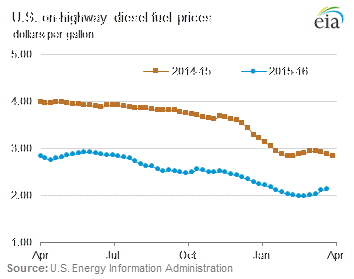 U.S. on-highway diesel fuel prices
dollars per gallon
eia
5.00
2014-15
2015-16
4.00
3.00
2.00
1.00
Apr
Jul
Oct
Jan
Apr
Source: U.S. Energy Information Administration